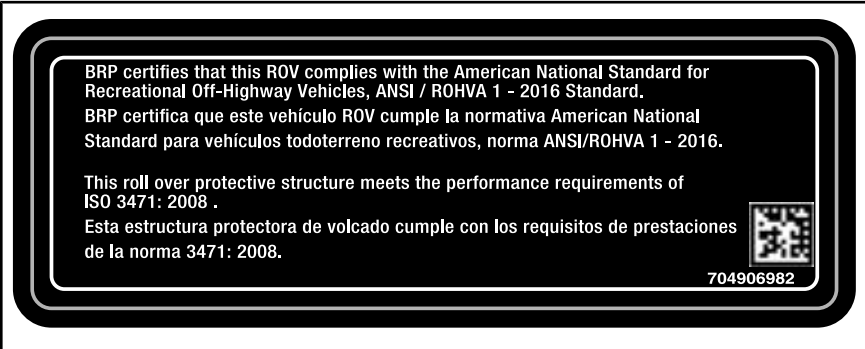 BRP certifies that this ROV complies with the American National Standard for
Recreational Off-Highway Vehicles, ANSI / ROHVA 1 - 2016 Standard.
BRP certifica que este vehículo ROV cumple la normativa American National
Standard para vehículos todoterreno recreativos, norma ANSI/ROHVA 1 - 2016.
This roll over protective structure meets the performance requirements of
ISO 3471: 2008 .
Esta estructura protectora de volcado cumple con los requisitos de prestaciones
de la norma 3471: 2008.
704906982